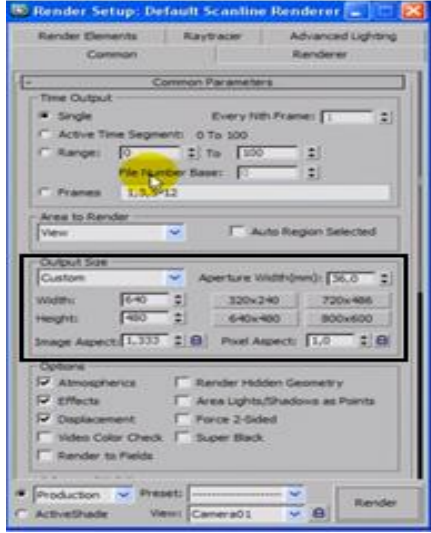 Render Setup: Default Scanline Renderer
Render Elements Raytracer Advanced Lighting
Common Renderer
- Common Parameters
Time Output
Single Every Nth Frame: 1
Active Time Segment: 0 To 100
Range: 0 To 100
File Number Base: 0
Frames 1,3,5-12
Area to Render
View Auto Region Selected
Output Size
Custom Aperture Width(mm): 36,0
Width: 640 320x240 720x486
Height: 480 640x480 800x600
Image Aspect: 1,333 Pixel Aspect: 1,0
Options
Atmospherics Render Hidden Geometry
Effects Area Lights/Shadows as Points
Displacement Force 2-Sided
Video Color Check Super Black
Render to Fields
Production Preset: --------------------
Render
ActiveShade View: Camera01